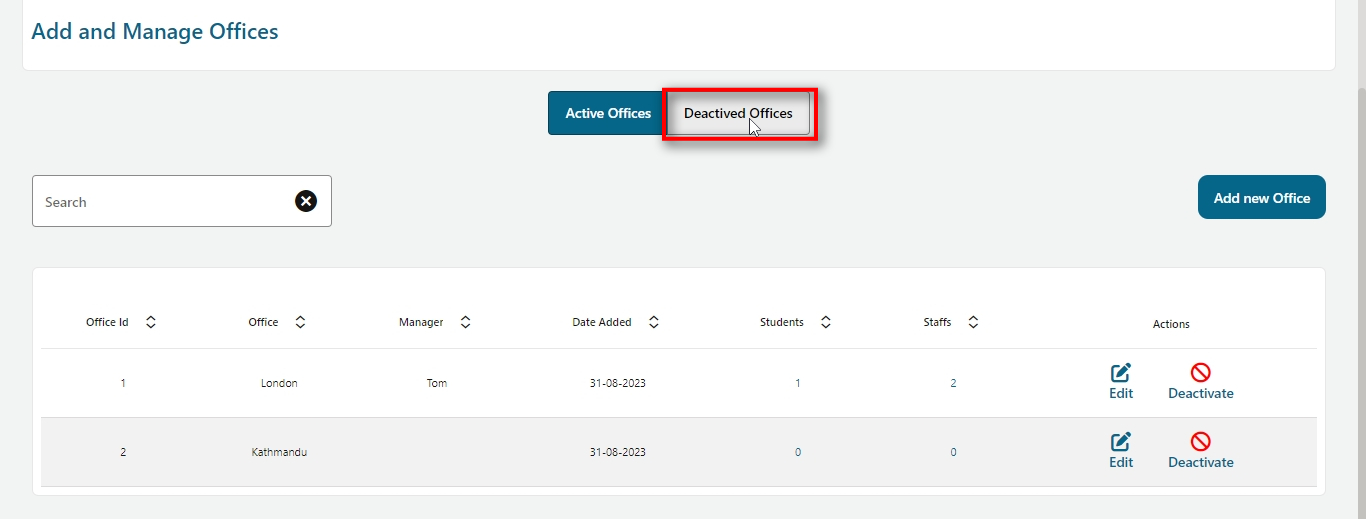 Add and Manage Offices
Active Offices Deactived Offices
Search Add new Office
Office Id Office Manager Date Added Students Staffs Actions
1 London Tom 31-08-2023 1 2 Edit Deactivate
2 Kathmandu 31-08-2023 0 0 Edit Deactivate